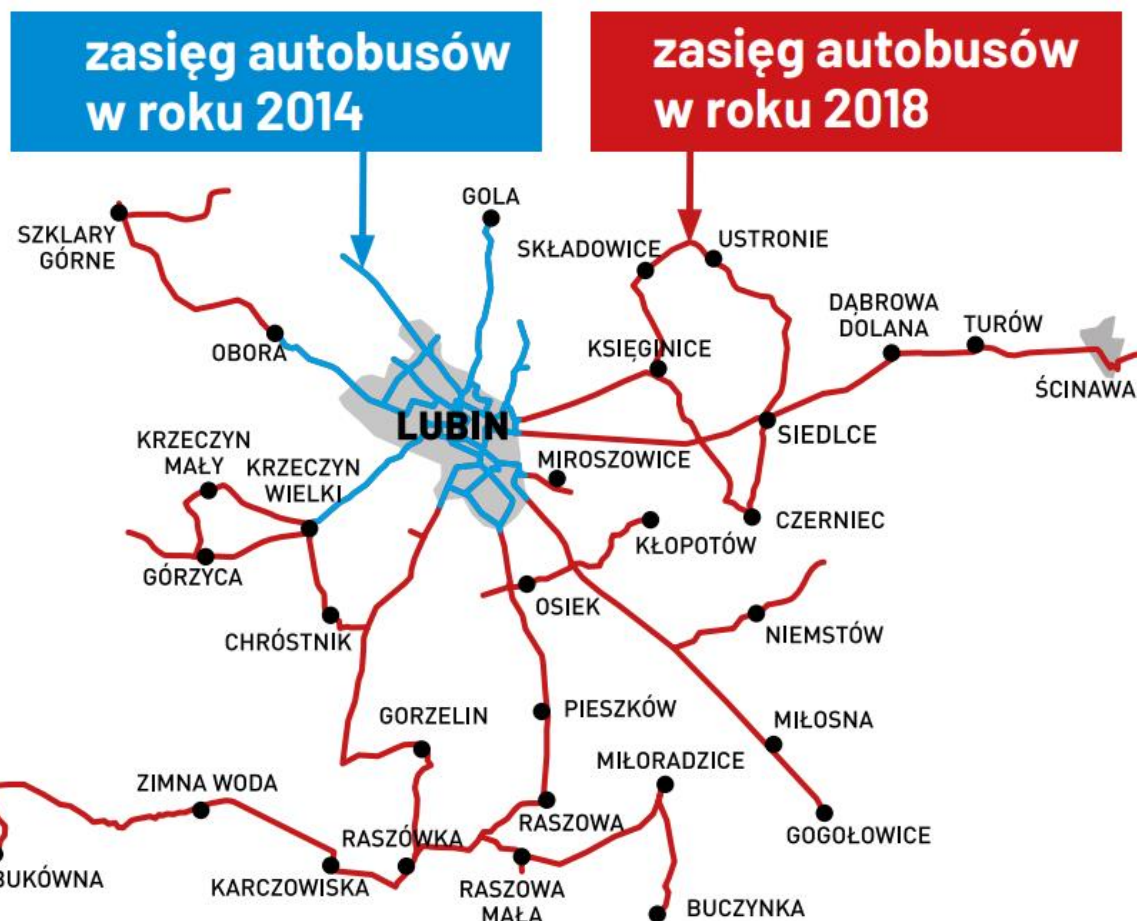 zasięg autobusów
w roku 2014
zasięg autobusów
w roku 2018
GOLA
SZKLARY
GÓRNE
SKŁADOWICE
USTRONIE
DĄBROWA
DOLANA
TURÓW
OBORA
KSIĘGINICE
ŚCINAWA
LUBIN
SIEDLCE
KRZECZYN
MAŁY
KRZECZYN
WIELKI
MIROSZOWICE
CZERNIEC
KŁOPOTÓW
GÓRZYCA
OSIEK
CHRÓSTNIK
NIEMSTÓW
GORZELIN
PIESZKÓW
MIŁOSNA
MIŁORADZICE
ZIMNA WODA
RASZÓWKA
RASZOWA
GOGOŁOWICE
BUKÓWNA
KARCZOWISKA
RASZOWA
MAŁA
BUCZYNKA